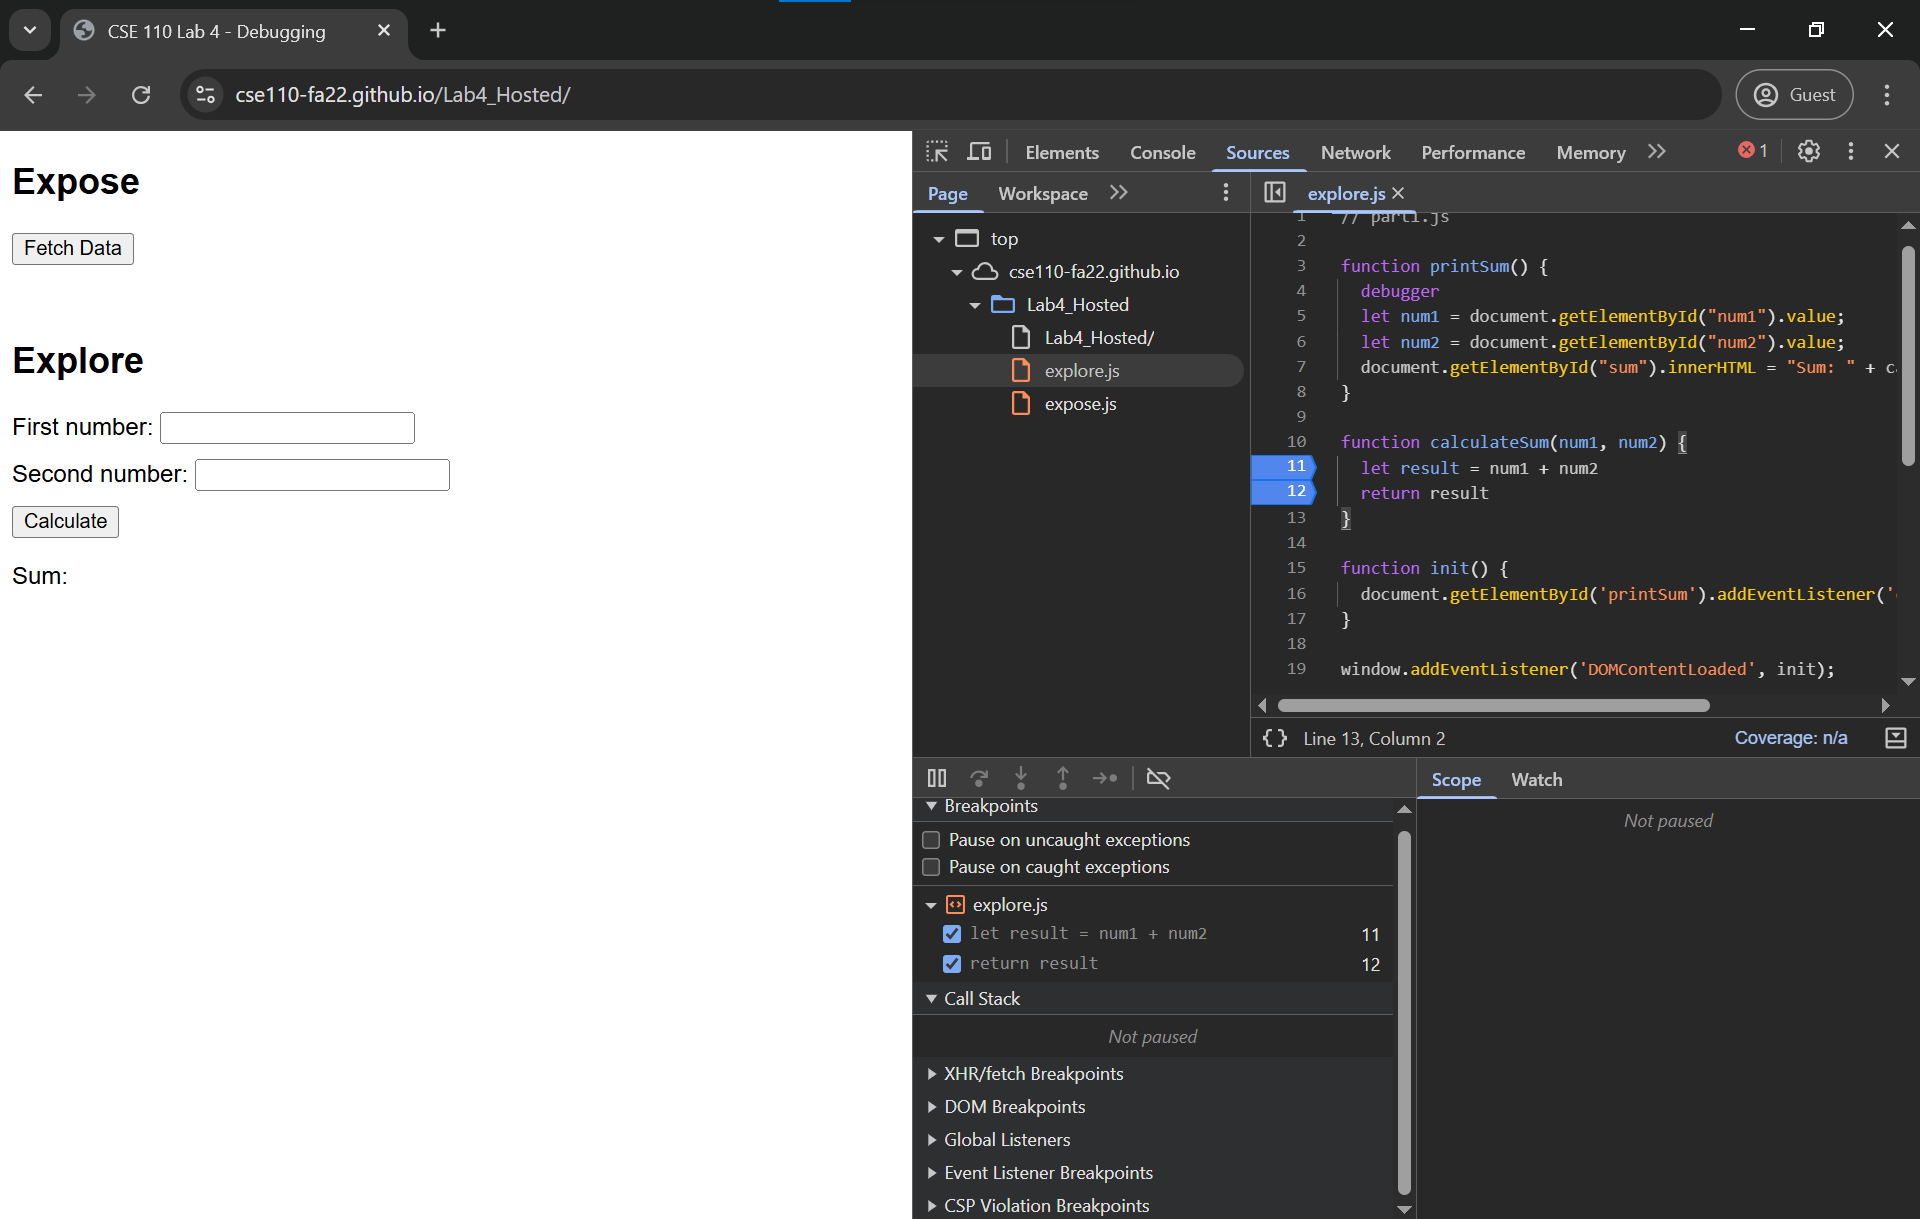 CSE 110 Lab 4 - Debugging
cse110-fa22.github.io/Lab4_Hosted/
Guest
Expose
Fetch Data
Explore
First number:
Second number:
Calculate
Sum:
Elements Console Sources Network Performance Memory 1
Page Workspace
top
cse110-fa22.github.io
Lab4_Hosted
Lab4_Hosted/
explore.js
expose.js
explore.js
1 // part1.js
2
3 function printSum() {
4 debugger
5 let num1 = document.getElementById("num1").value;
6 let num2 = document.getElementById("num2").value;
7 document.getElementById("sum").innerHTML = "Sum: " + c
8 }
9
10 function calculateSum(num1, num2) {
11 let result = num1 + num2
12 return result
13 }
14
15 function init() {
16 document.getElementById('printSum').addEventListener('
17 }
18
19 window.addEventListener('DOMContentLoaded', init);
{} Line 13, Column 2 Coverage: n/a
Breakpoints
Pause on uncaught exceptions
Pause on caught exceptions
explore.js
let result = num1 + num2 11
return result 12
Call Stack
Not paused
XHR/fetch Breakpoints
DOM Breakpoints
Global Listeners
Event Listener Breakpoints
CSP Violation Breakpoints
Scope Watch
Not paused